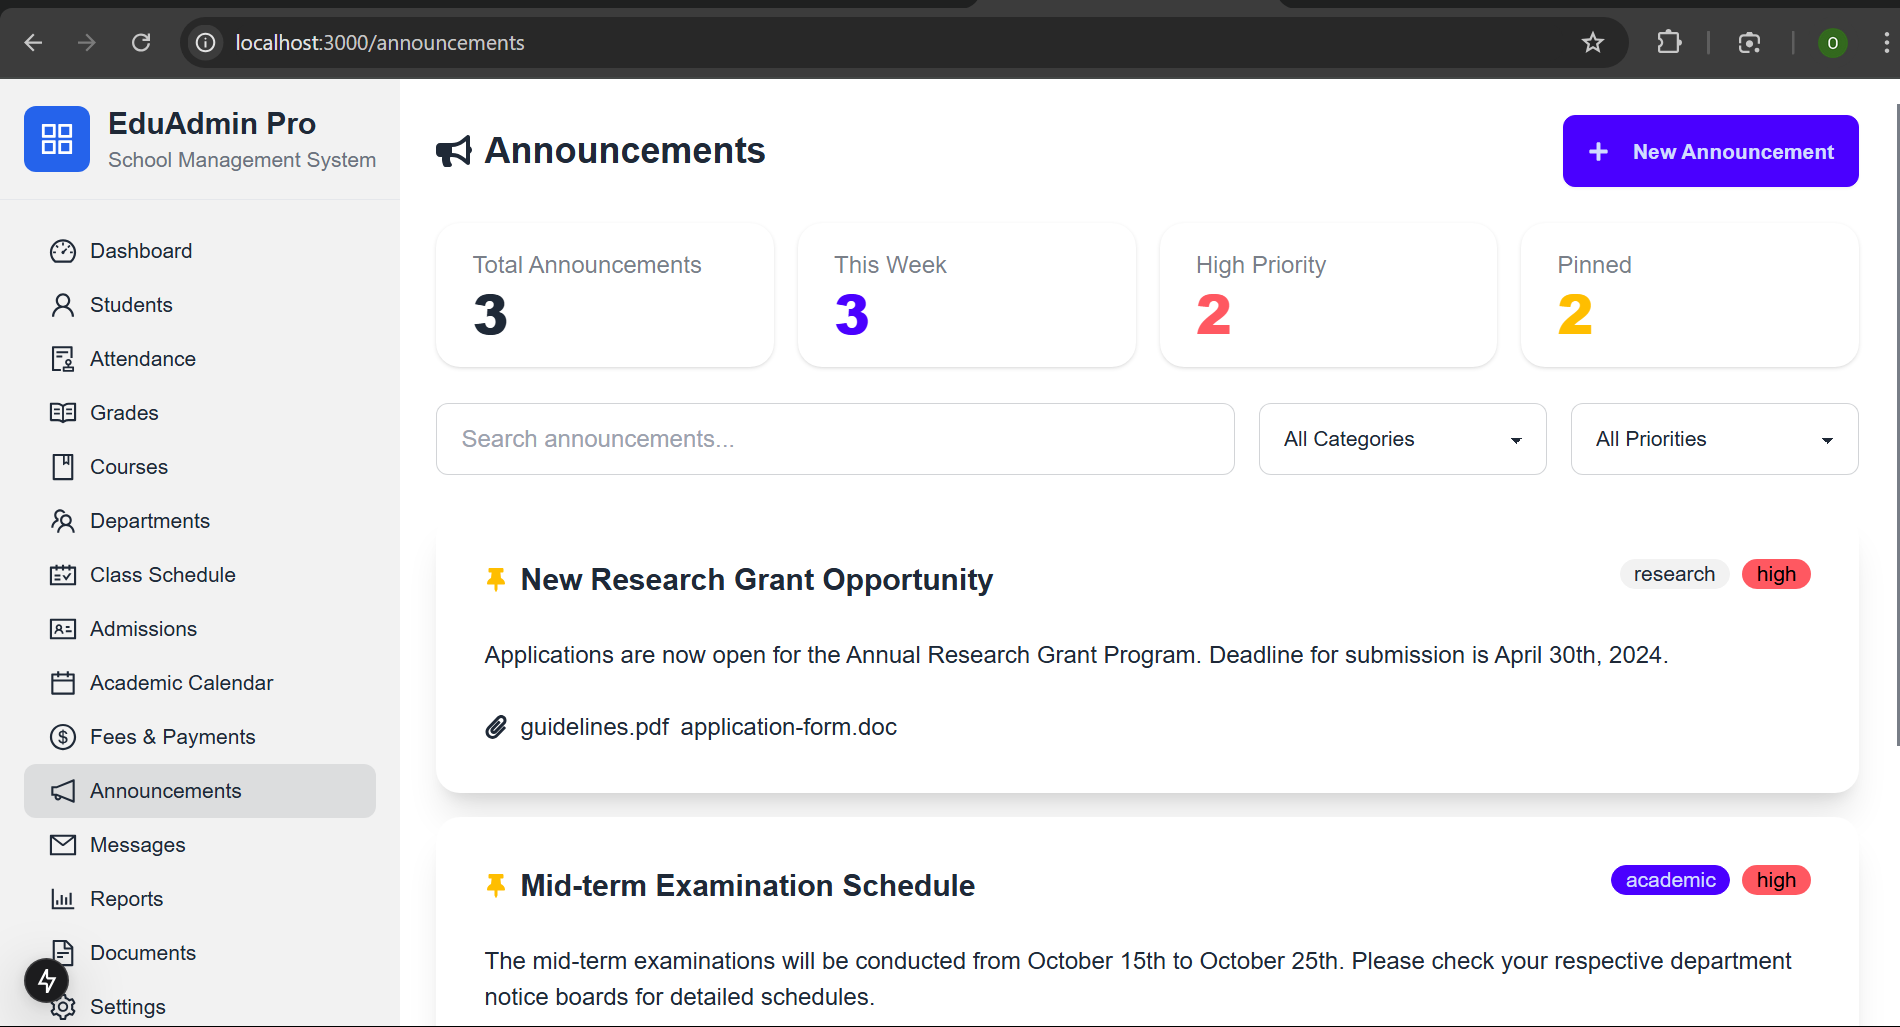 localhost:3000/announcements
O
EduAdmin Pro
School Management System
Dashboard
Students
Attendance
Grades
Courses
Departments
Class Schedule
Admissions
Academic Calendar
Fees & Payments
Announcements
Messages
Reports
Documents
Settings
Announcements
+ New Announcement
Total Announcements
3
This Week
3
High Priority
2
Pinned
2
Search announcements...
All Categories
All Priorities
New Research Grant Opportunity
research
high
Applications are now open for the Annual Research Grant Program. Deadline for submission is April 30th, 2024.
guidelines.pdf application-form.doc
Mid-term Examination Schedule
academic
high
The mid-term examinations will be conducted from October 15th to October 25th. Please check your respective department
notice boards for detailed schedules.